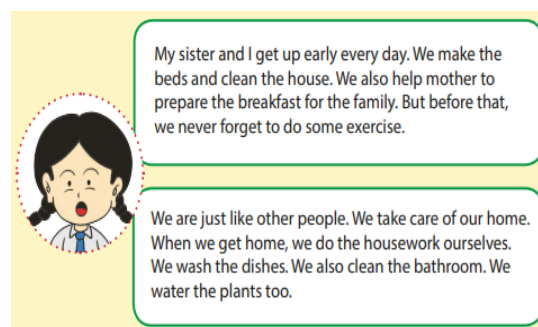 My sister and I get up early every day. We make the
beds and clean the house. We also help mother to
prepare the breakfast for the family. But before that,
we never forget to do some exercise.
We are just like other people. We take care of our home.
When we get home, we do the housework ourselves.
We wash the dishes. We also clean the bathroom. We
water the plants too.